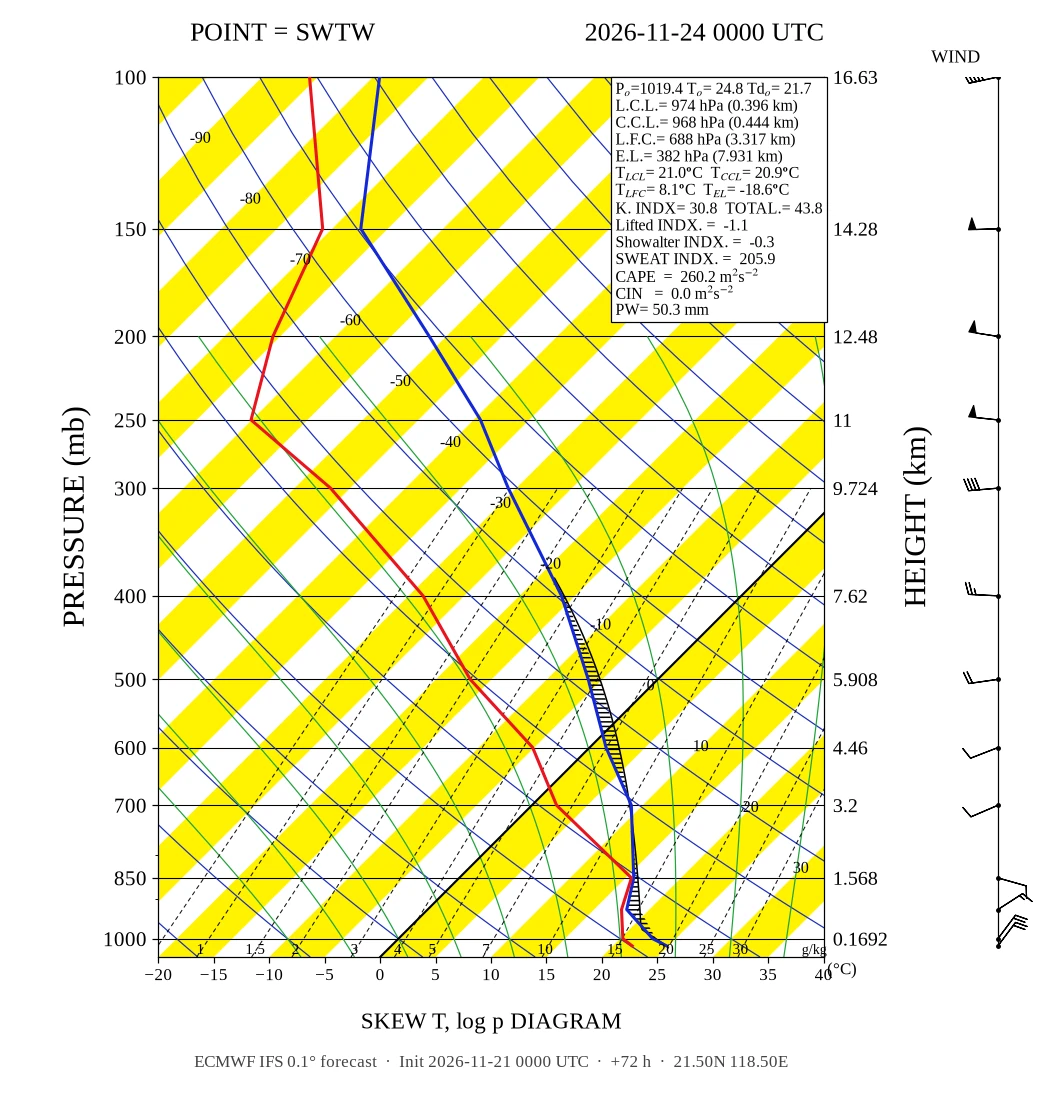 POINT = SWTW
2026-11-24 0000 UTC
WIND
100
16.63
P₀=1019.4 T₀= 24.8 Td₀= 21.7
L.C.L.= 974 hPa (0.396 km)
C.C.L.= 968 hPa (0.444 km)
L.F.C.= 688 hPa (3.317 km)
E.L.= 382 hPa (7.931 km)
T_LCL= 21.0°C T_CCL= 20.9°C
T_LFC= 8.1°C T_EL= -18.6°C
K. INDX= 30.8 TOTAL.= 43.8
Lifted INDX. = -1.1
Showalter INDX. = -0.3
SWEAT INDX. = 205.9
CAPE = 260.2 m²s⁻²
CIN = 0.0 m²s⁻²
PW= 50.3 mm
-90
-80
150
14.28
-70
-60
200
12.48
-50
250
11
-40
300
9.724
-30
PRESSURE (mb)
HEIGHT (km)
-20
400
7.62
-10
500
0
5.908
600
10
4.46
700
20
3.2
850
30
1.568
1000
0.1692
1 1.5 2 3 4 5 7 10 15 20 25 30 g/kg
−20 −15 −10 −5 0 5 10 15 20 25 30 35 40 (°C)
SKEW T, log p DIAGRAM
ECMWF IFS 0.1° forecast · Init 2026-11-21 0000 UTC · +72 h · 21.50N 118.50E